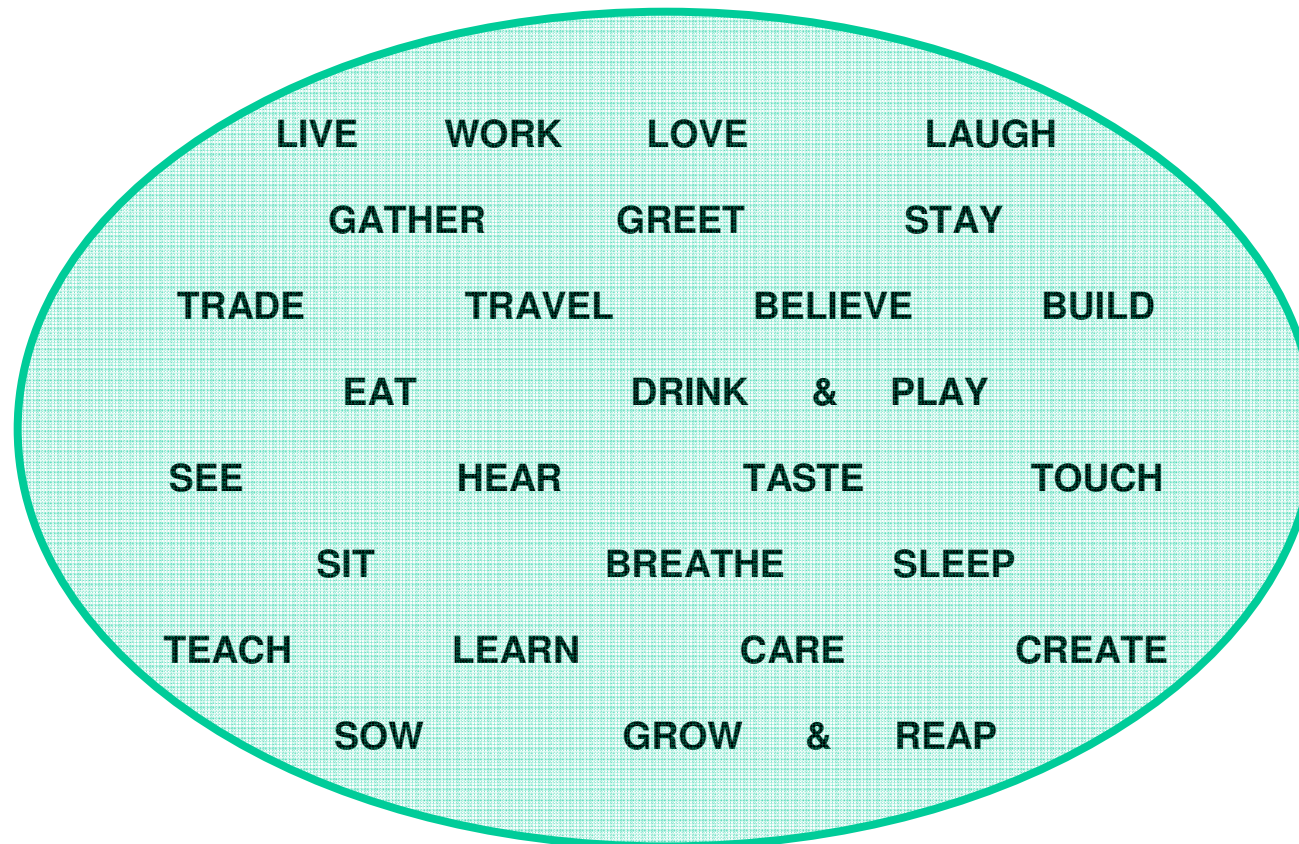 LIVE WORK LOVE LAUGH
GATHER GREET STAY
TRADE TRAVEL BELIEVE BUILD
EAT DRINK & PLAY
SEE HEAR TASTE TOUCH
SIT BREATHE SLEEP
TEACH LEARN CARE CREATE
SOW GROW & REAP